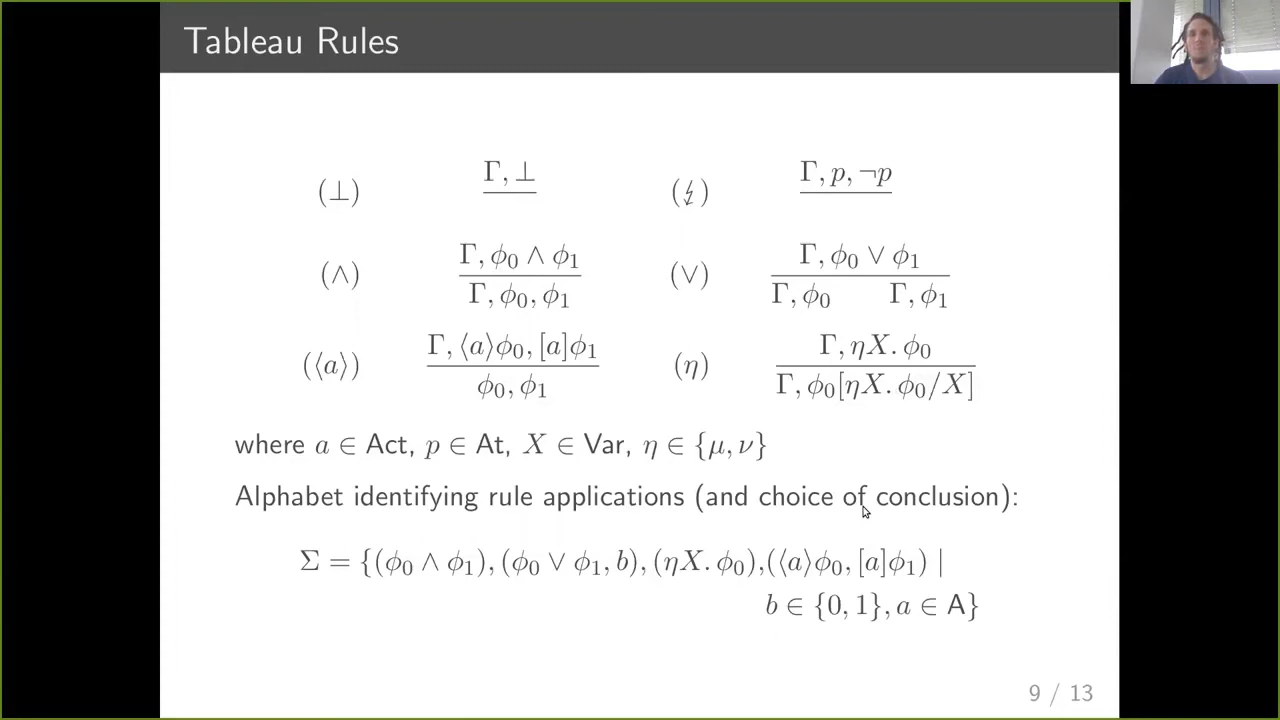 Tableau Rules
(⊥) Γ, ⊥ (↯) Γ, p, ¬p
(∧) Γ, ϕ0 ∧ ϕ1 (∨) Γ, ϕ0 ∨ ϕ1
Γ, ϕ0, ϕ1 Γ, ϕ0 Γ, ϕ1
(⟨a⟩) Γ, ⟨a⟩ϕ0, [a]ϕ1 (η) Γ, ηX. ϕ0
ϕ0, ϕ1 Γ, ϕ0[ηX. ϕ0/X]
where a ∈ Act, p ∈ At, X ∈ Var, η ∈ {μ, ν}
Alphabet identifying rule applications (and choice of conclusion):
Σ = {(ϕ0 ∧ ϕ1), (ϕ0 ∨ ϕ1, b), (ηX. ϕ0),(⟨a⟩ϕ0, [a]ϕ1) |
b ∈ {0, 1}, a ∈ A}
9 / 13